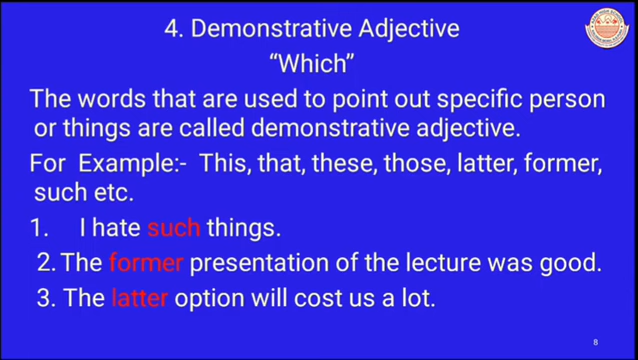 4. Demonstrative Adjective
“Which”
The words that are used to point out specific person
or things are called demonstrative adjective.
For Example:- This, that, these, those, latter, former,
such etc.
1. I hate such things.
2. The former presentation of the lecture was good.
3. The latter option will cost us a lot.
8